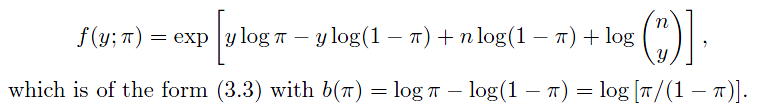 f(y; π) = exp [ y log π − y log(1 − π) + n log(1 − π) + log (n y) ],
which is of the form (3.3) with b(π) = log π − log(1 − π) = log [π/(1 − π)].